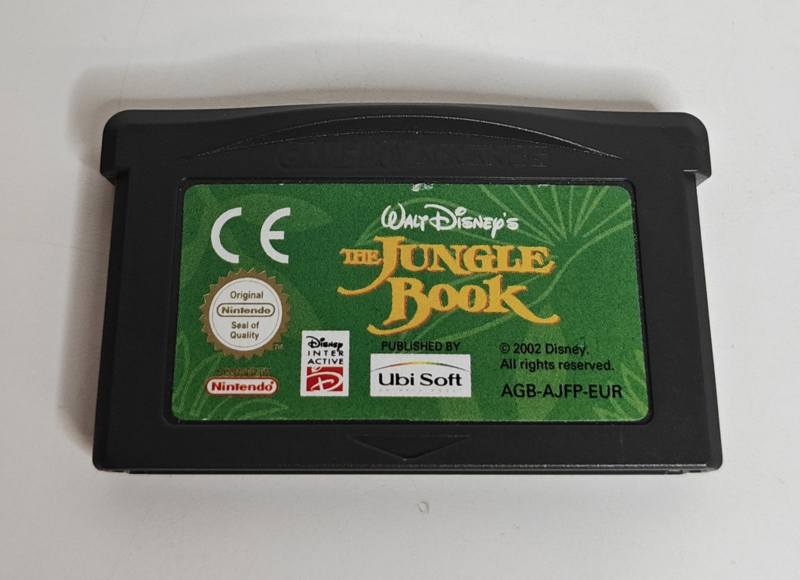 GAME BOY ADVANCE
CE
WALT DISNEY'S
THE JUNGLE
BOOK
Original
Nintendo
Seal of
Quality
TM
Nintendo
Disney
INTER
ACTIVE
PUBLISHED BY
Ubi Soft
© 2002 Disney.
All rights reserved.
AGB-AJFP-EUR